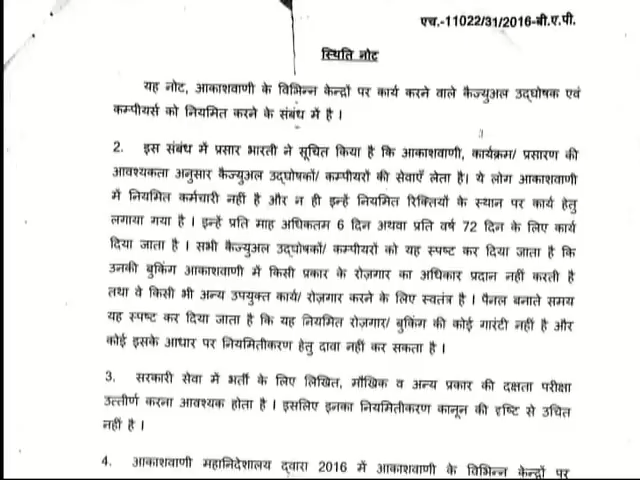 एच.-11022/31/2016-बी.ए.पी.
स्थिति नोट
यह नोट, आकाशवाणी के विभिन्न केन्द्रों पर कार्य करने वाले कैज्युअल उद्घोषक एवं
कम्पीयर्स को नियमित करने के संबंध में है ।
2. इस संबंध में प्रसार भारती ने सूचित किया है कि आकाशवाणी, कार्यक्रम/ प्रसारण की
आवश्यकता अनुसार कैज्युअल उद्घोषकों/ कम्पीयरों की सेवाएँ लेता है। ये लोग आकाशवाणी
में नियमित कर्मचारी नहीं है और न ही इन्हें नियमित रिक्तियों के स्थान पर कार्य हेतु
लगाया गया है । इन्हें प्रति माह अधिकतम 6 दिन अथवा प्रति वर्ष 72 दिन के लिए कार्य
दिया जाता है । सभी कैज्युअल उद्घोषकों/ कम्पीयरों को यह स्पष्ट कर दिया जाता है कि
उनकी बुकिंग आकाशवाणी में किसी प्रकार के रोज़गार का अधिकार प्रदान नहीं करती है
तथा वे किसी भी अन्य उपयुक्त कार्य/ रोज़गार करने के लिए स्वतंत्र है । पैनल बनाते समय
यह स्पष्ट कर दिया जाता है कि यह नियमित रोज़गार/ बुकिंग की कोई गारंटी नहीं है और
कोई इसके आधार पर नियमितीकरण हेतु दावा नहीं कर सकता है ।
3. सरकारी सेवा में भर्ती के लिए लिखित, मौखिक व अन्य प्रकार की दक्षता परीक्षा
उत्तीर्ण करना आवश्यक होता है । इसलिए इनका नियमितीकरण कानून की दृष्टि से उचित
नहीं है ।
4. आकाशवाणी महानिदेशालय द्वारा 2016 में आकाशवाणी के विभिन्न केन्द्रों पर